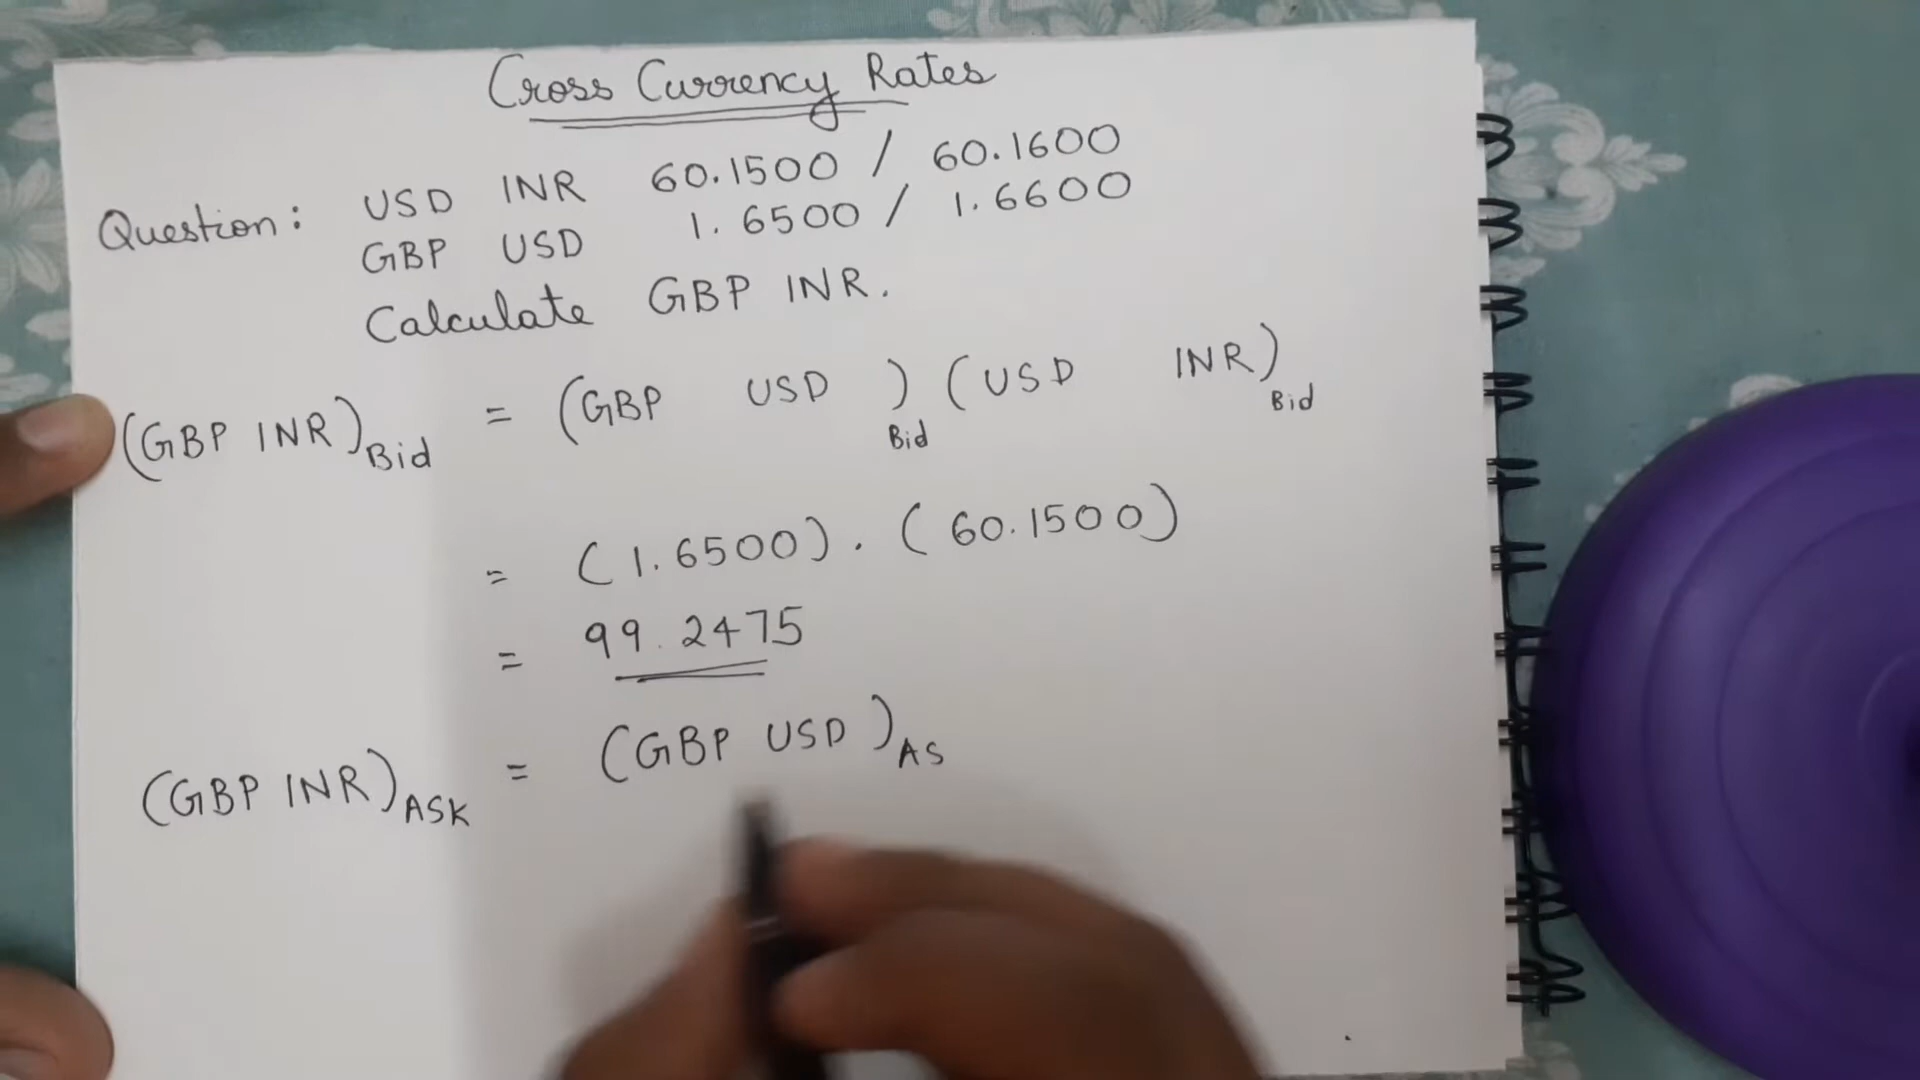 Cross Currency Rates
Question: USD INR 60.1500 / 60.1600
GBP USD 1.6500 / 1.6600
Calculate GBP INR.
(GBP INR)Bid = (GBP USD)Bid (USD INR)Bid
= (1.6500) . (60.1500)
= 99.2475
(GBP INR)ASK = (GBP USD)AS